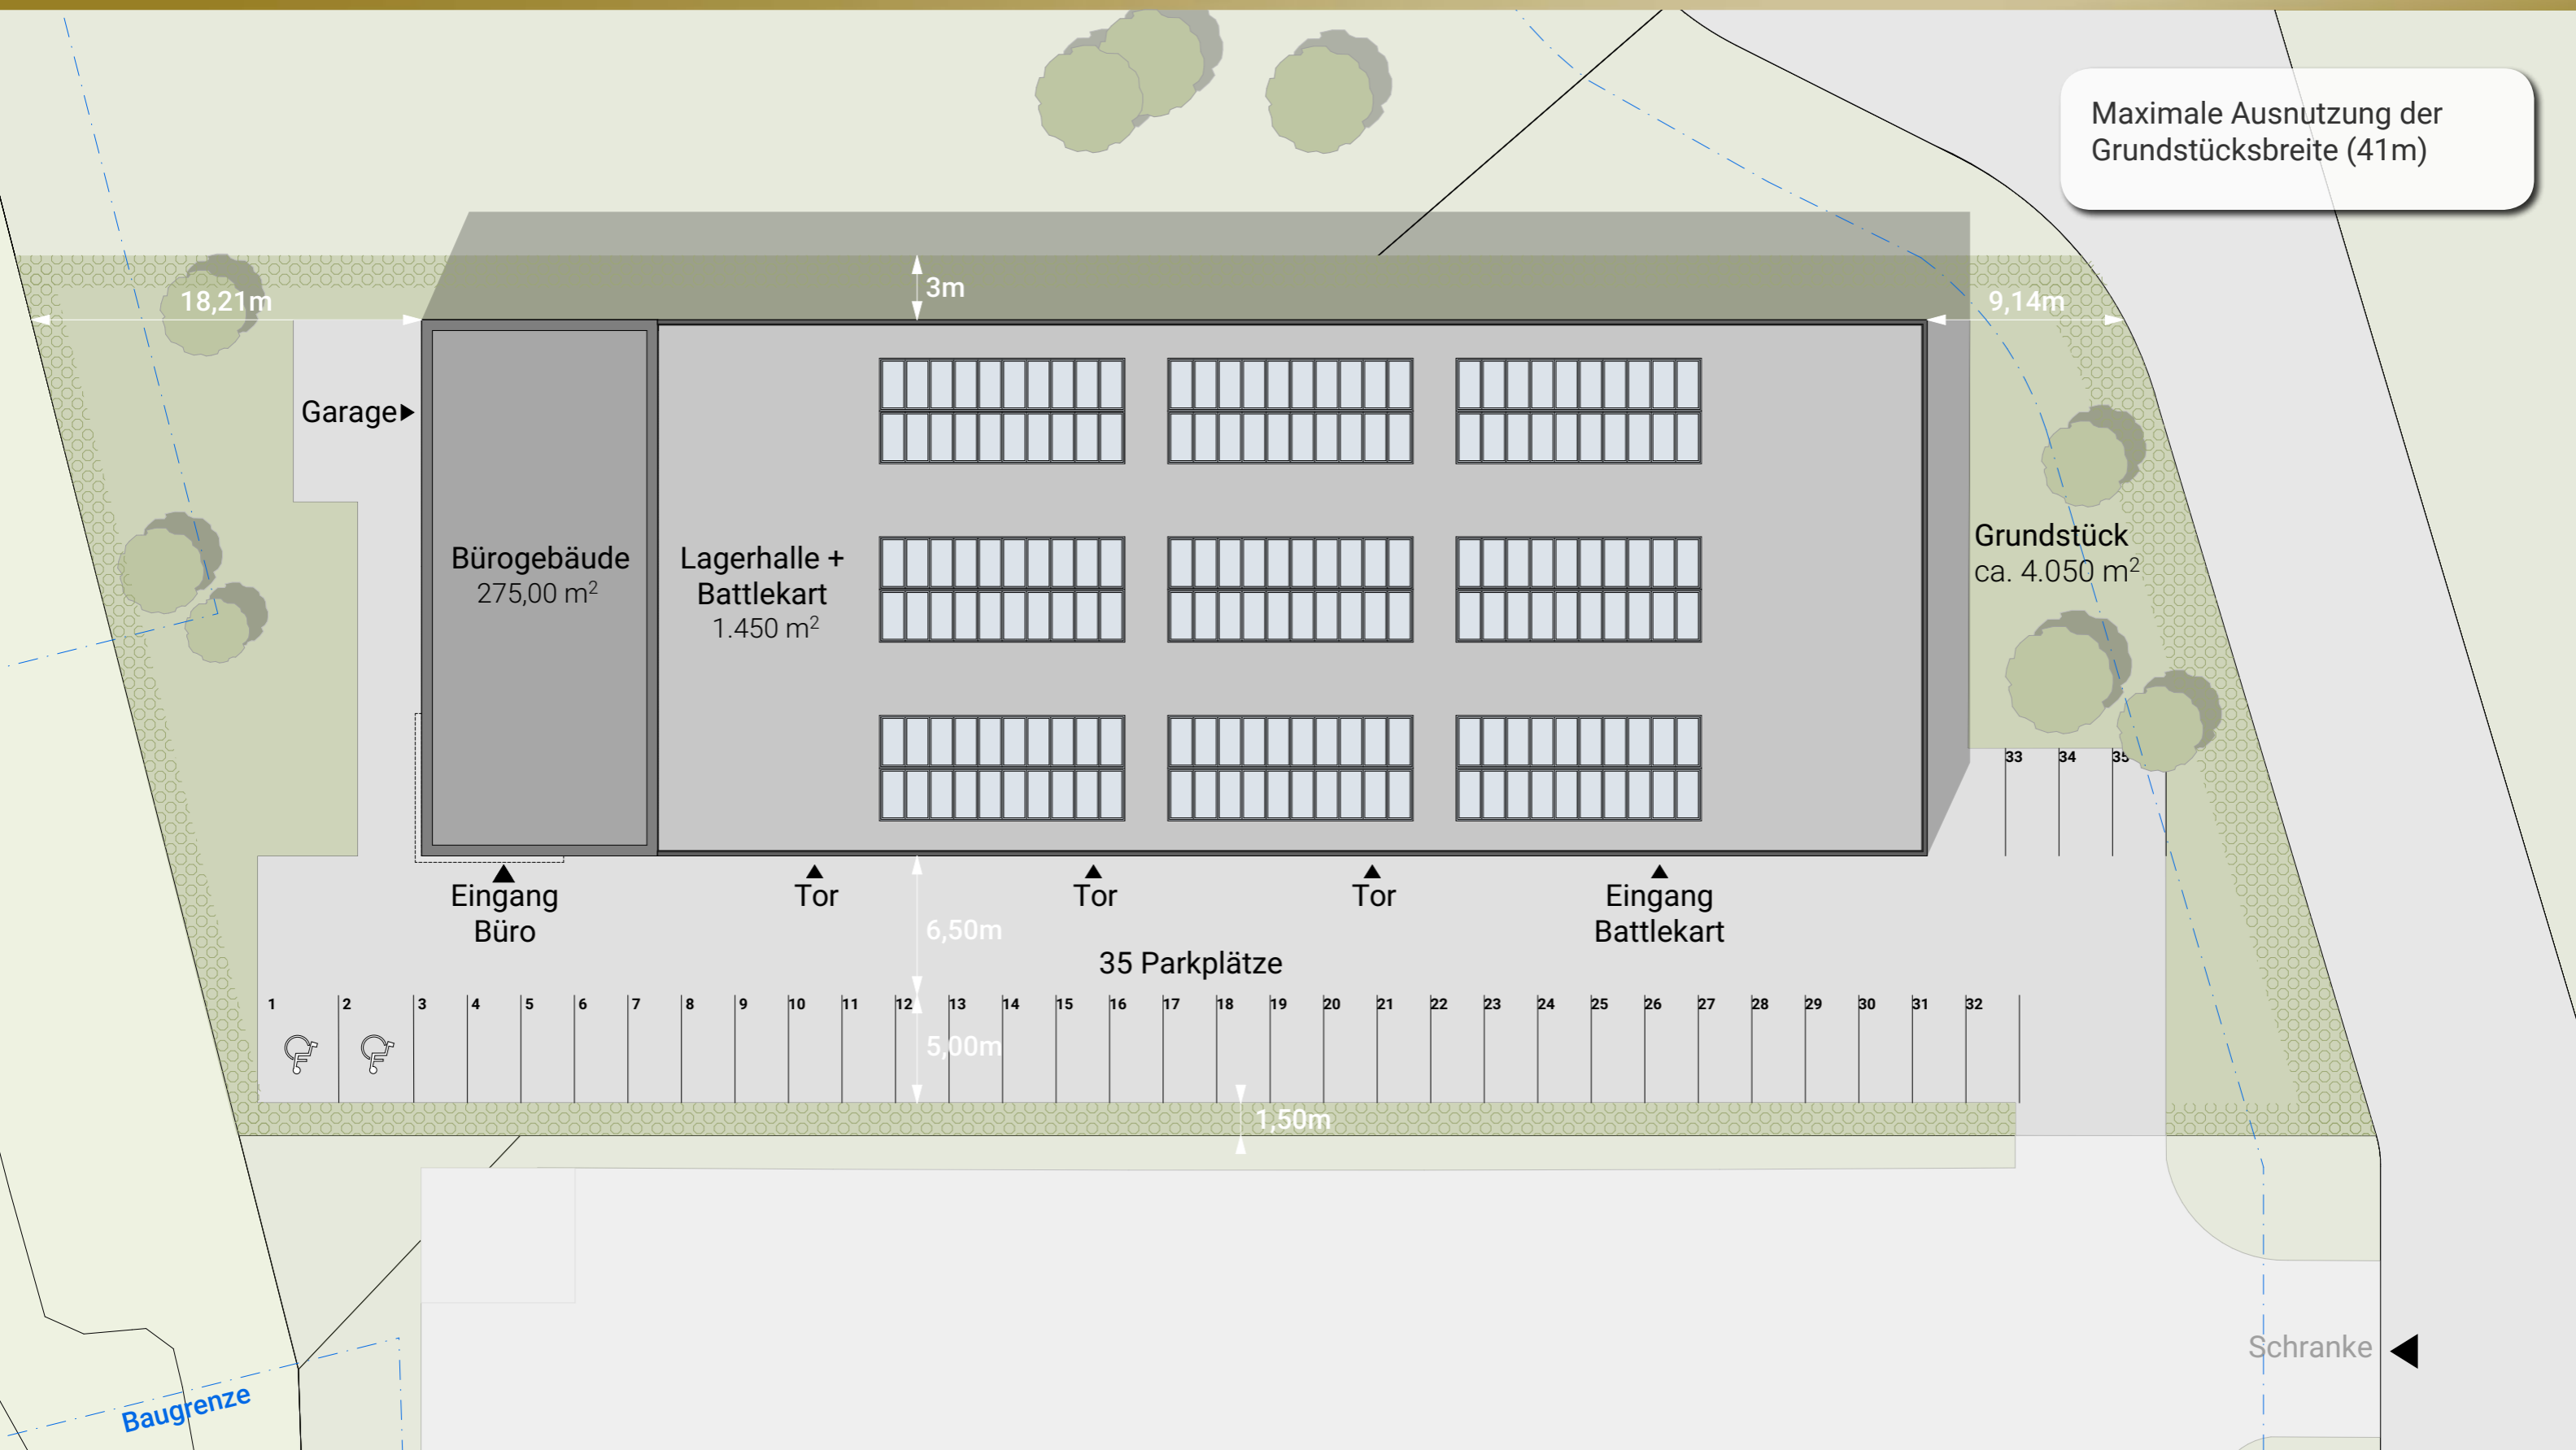 Maximale Ausnutzung der
Grundstücksbreite (41m)
3m
18,21m
9,14m
Garage
Bürogebäude
275,00 m²
Lagerhalle +
Battlekart
1.450 m²
Grundstück
ca. 4.050 m²
33 34 35
Eingang
Büro
Tor
Tor
Tor
Eingang
Battlekart
6,50m
35 Parkplätze
1 2 3 4 5 6 7 8 9 10 11 12 13 14 15 16 17 18 19 20 21 22 23 24 25 26 27 28 29 30 31 32
5,00m
1,50m
Schranke
Baugrenze